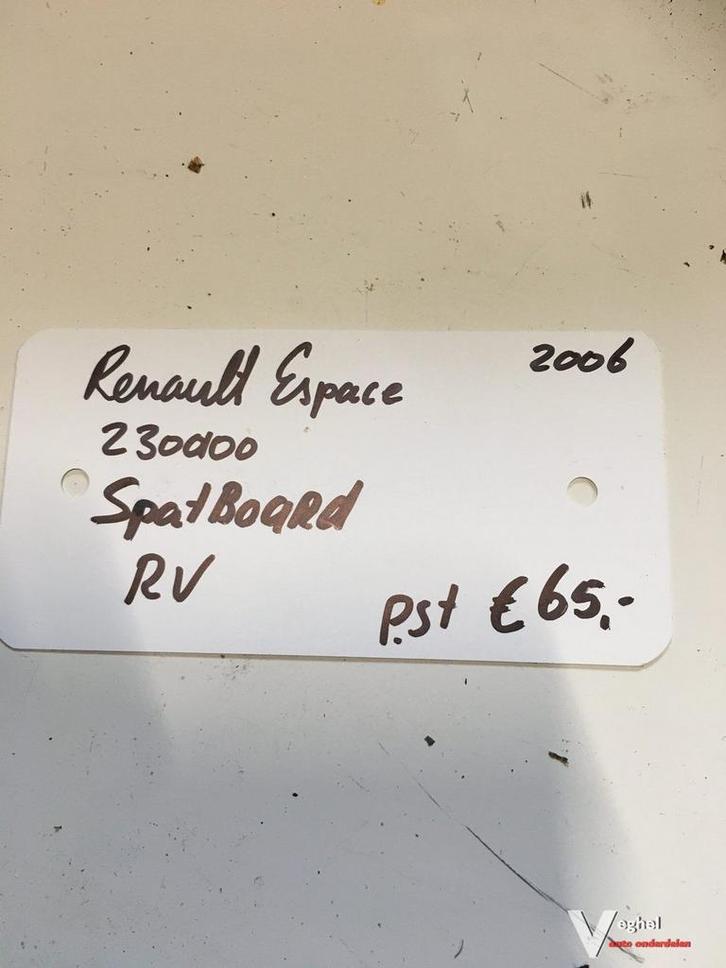 Renault Espace 2006
230000
SpatBoard
RV
P.st € 65,-
Veghel
auto onderdelen